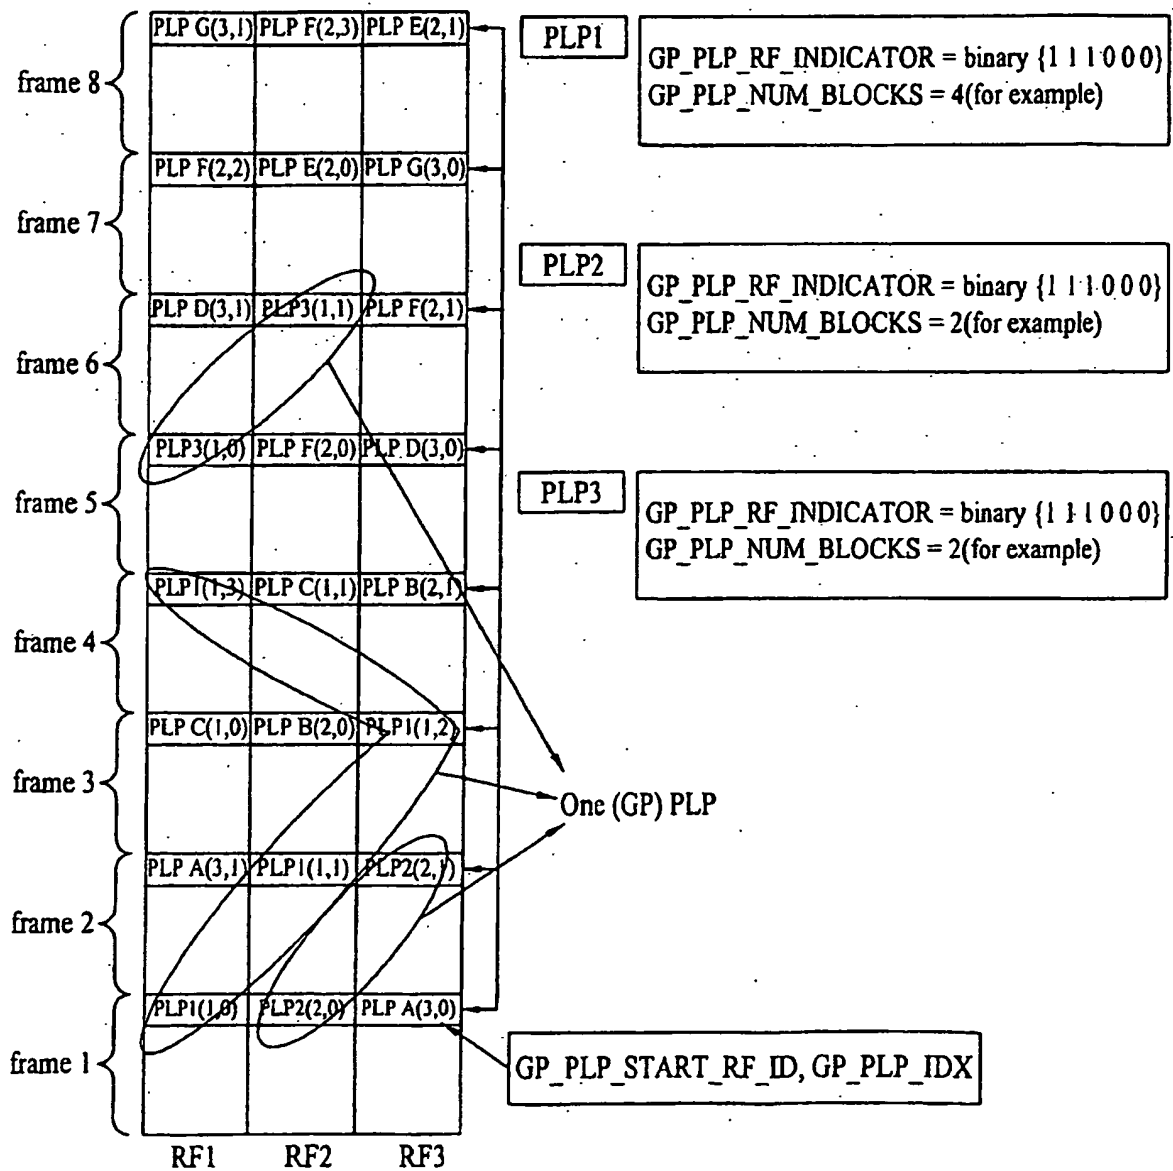 PLP G(3,1) PLP F(2,3) PLP E(2,1)
frame 8
PLP F(2,2) PLP E(2,0) PLP G(3,0)
frame 7
PLP D(3,1) PLP3(1,1) PLP F(2,1)
frame 6
PLP3(1,0) PLP F(2,0) PLP D(3,0)
frame 5
PLP1(1,3) PLP C(1,1) PLP B(2,1)
frame 4
PLP C(1,0) PLP B(2,0) PLP1(1,2)
frame 3
PLP A(3,1) PLP1(1,1) PLP2(2,1)
frame 2
PLP1(1,0) PLP2(2,0) PLP A(3,0)
frame 1
RF1 RF2 RF3
PLP1
GP_PLP_RF_INDICATOR = binary {1 1 1 0 0 0}
GP_PLP_NUM_BLOCKS = 4(for example)
PLP2
GP_PLP_RF_INDICATOR = binary {1 1 1 0 0 0}
GP_PLP_NUM_BLOCKS = 2(for example)
PLP3
GP_PLP_RF_INDICATOR = binary {1 1 1 0 0 0}
GP_PLP_NUM_BLOCKS = 2(for example)
One (GP) PLP
GP_PLP_START_RF_ID, GP_PLP_IDX